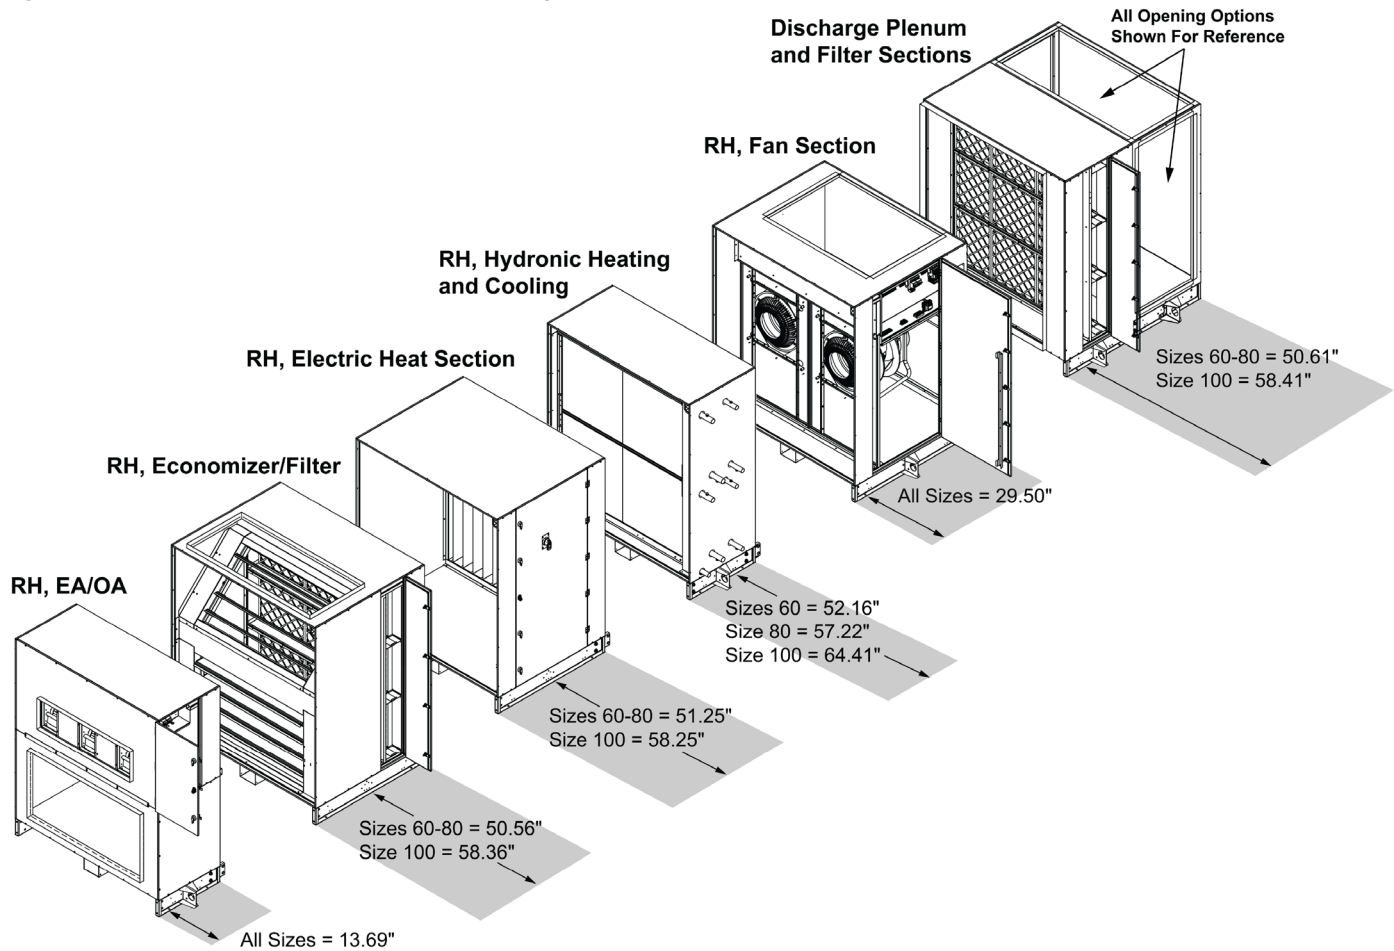 All Opening Options
Shown For Reference
Discharge Plenum
and Filter Sections
RH, Fan Section
RH, Hydronic Heating
and Cooling
RH, Electric Heat Section
RH, Economizer/Filter
RH, EA/OA
Sizes 60-80 = 50.61"
Size 100 = 58.41"
All Sizes = 29.50"
Sizes 60 = 52.16"
Size 80 = 57.22"
Size 100 = 64.41"
Sizes 60-80 = 51.25"
Size 100 = 58.25"
Sizes 60-80 = 50.56"
Size 100 = 58.36"
All Sizes = 13.69"